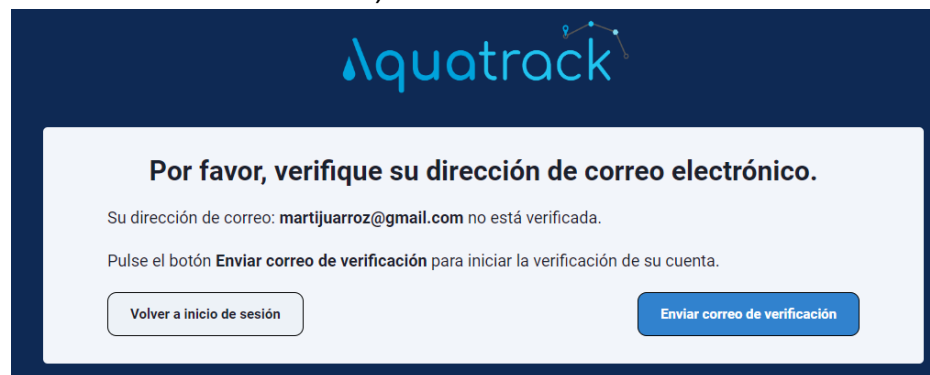 Aquatrack
Por favor, verifique su dirección de correo electrónico.
Su dirección de correo: martijuarroz@gmail.com no está verificada.
Pulse el botón Enviar correo de verificación para iniciar la verificación de su cuenta.
Volver a inicio de sesión
Enviar correo de verificación